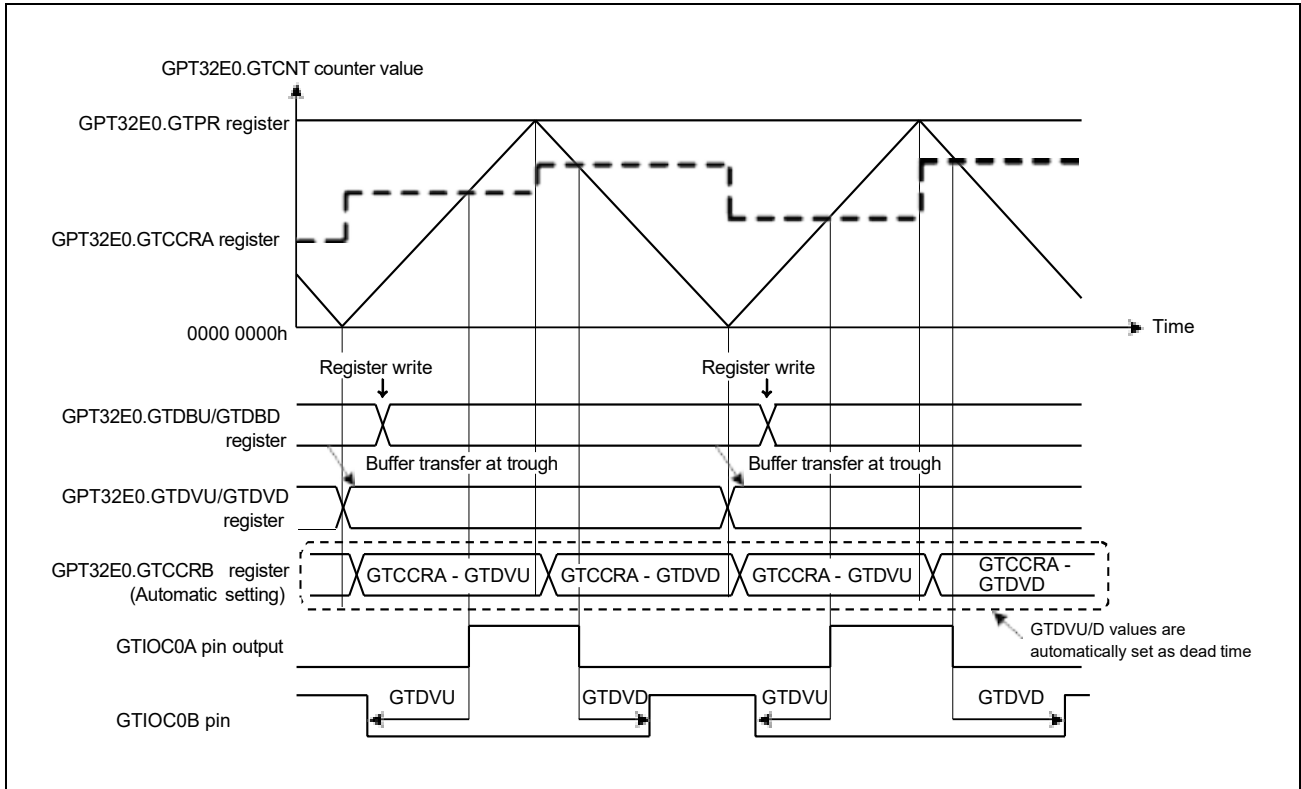 GPT32E0.GTCNT counter value
GPT32E0.GTPR register
GPT32E0.GTCCRA register
0000 0000h
Time
Register write
Register write
GPT32E0.GTDBU/GTDBD
register
Buffer transfer at trough
Buffer transfer at trough
GPT32E0.GTDVU/GTDVD
register
GPT32E0.GTCCRB register
(Automatic setting)
GTCCRA - GTDVU
GTCCRA - GTDVD
GTCCRA - GTDVU
GTCCRA -
GTDVD
GTDVU/D values are
automatically set as dead time
GTIOC0A pin output
GTDVU
GTDVD
GTDVU
GTDVD
GTIOC0B pin